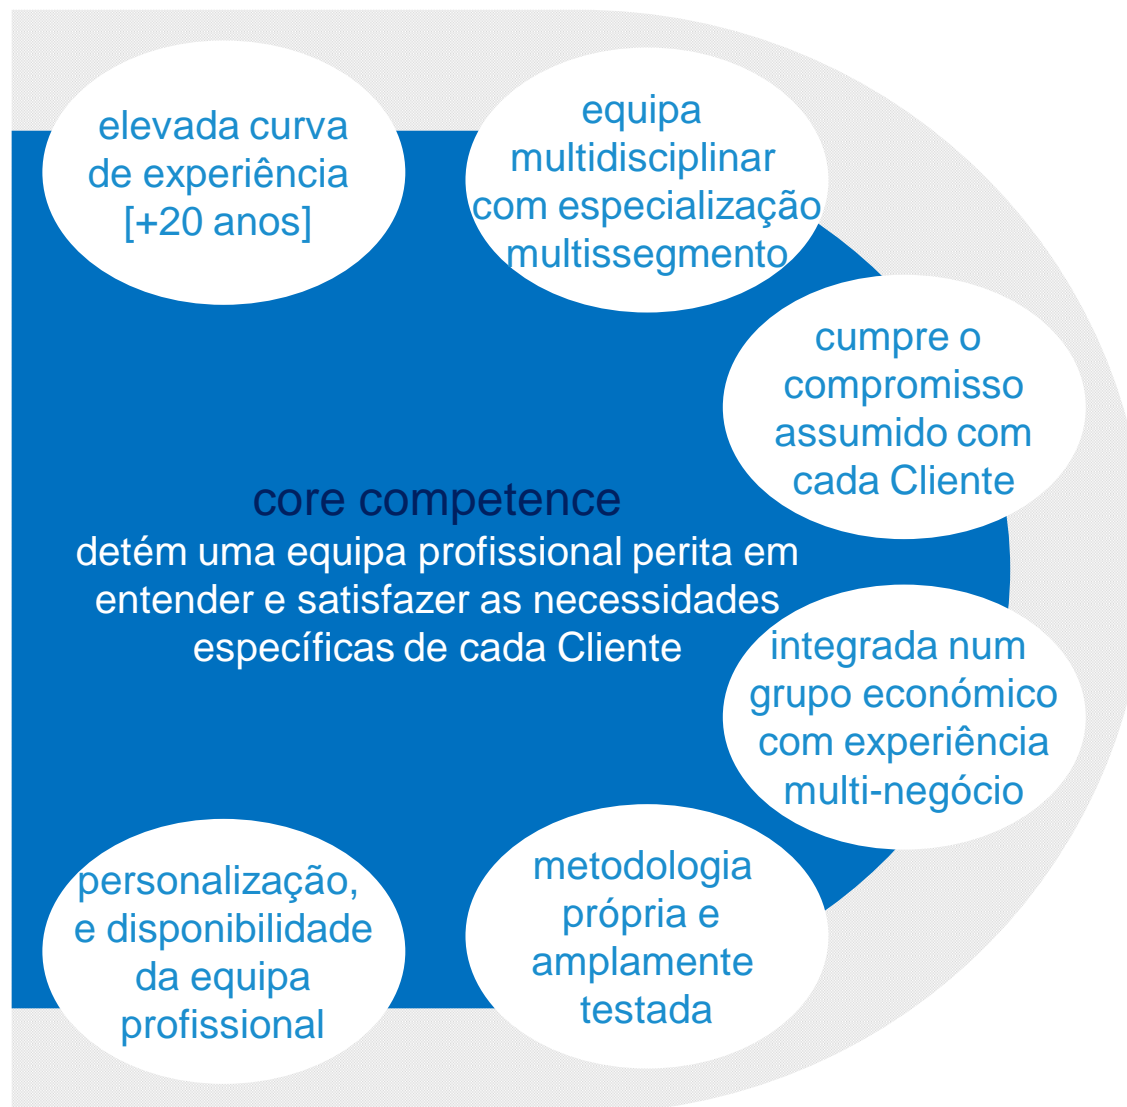 elevada curva
de experiência
[+20 anos]
equipa
multidisciplinar
com especialização
multissegmento
cumpre o
compromisso
assumido com
cada Cliente
core competence
detém uma equipa profissional perita em
entender e satisfazer as necessidades
específicas de cada Cliente
integrada num
grupo económico
com experiência
multi-negócio
personalização,
e disponibilidade
da equipa
profissional
metodologia
própria e
amplamente
testada